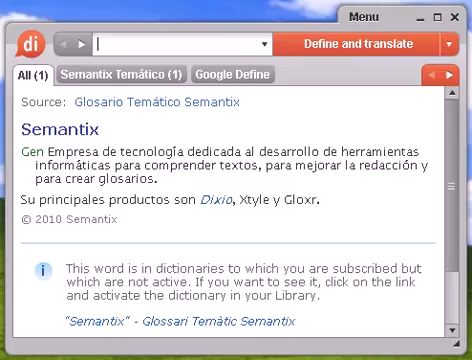 Menu
di
Define and translate
All (1)
Semantix Temático (1)
Google Define
Source: Glosario Temático Semantix
Semantix
Gen Empresa de tecnología dedicada al desarrollo de herramientas
informáticas para comprender textos, para mejorar la redacción y
para crear glosarios.
Su principales producton son Dixio, Xtyle y Gloxr.
© 2010 Semantix
i
This word is in dictionaries to which you are subscribed but
which are not active. If you want to see it, click on the link
and activate the dictionary in your Library.
"Semantix" - Glossari Temàtic Semantix